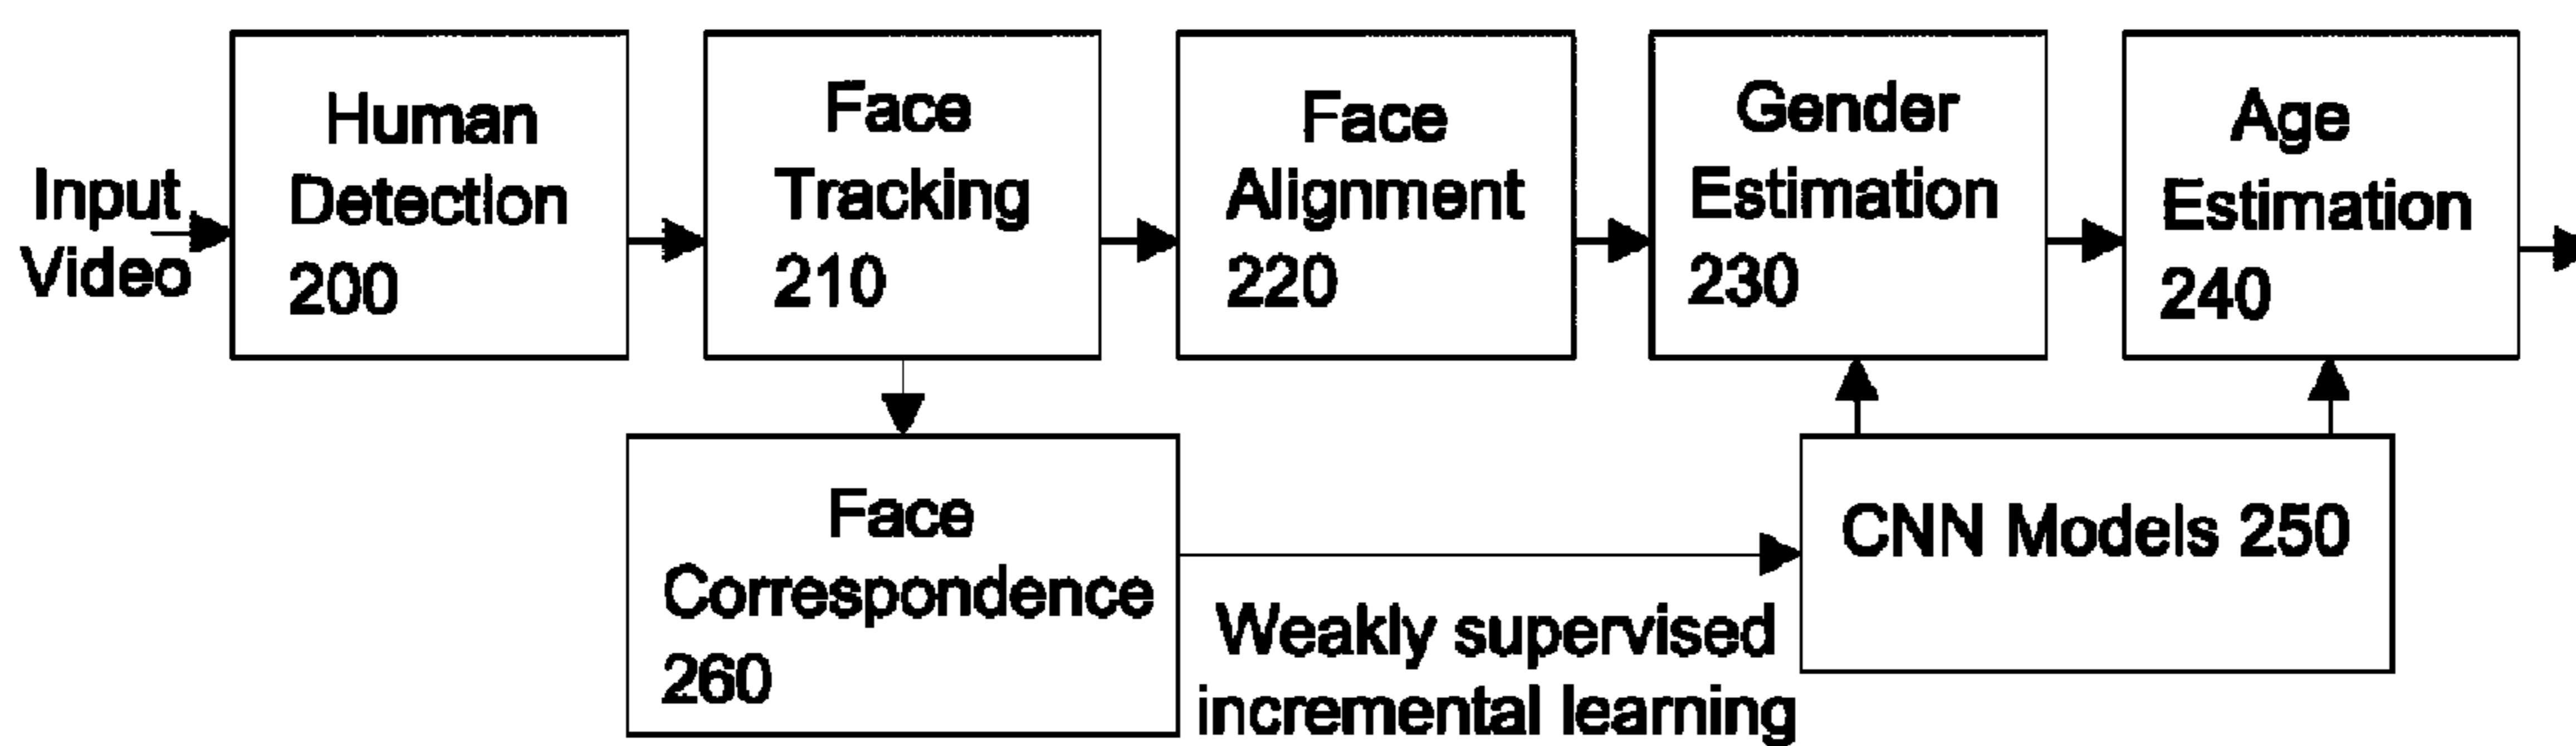 Input
Video
Human
Detection
200
Face
Tracking
210
Face
Alignment
220
Gender
Estimation
230
Age
Estimation
240
Face
Correspondence
260
Weakly supervised
incremental learning
CNN Models 250